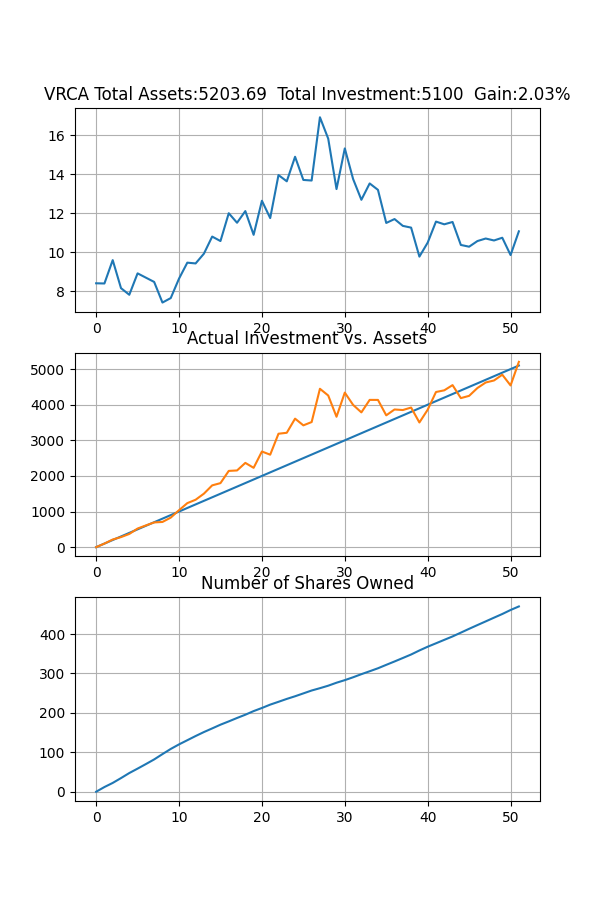 VRCA Total Assets:5203.69  Total Investment:5100  Gain:2.03%
16
14
12
10
8
0 10 20 30 40 50
Actual Investment vs. Assets
5000
4000
3000
2000
1000
0
0 10 20 30 40 50
Number of Shares Owned
400
300
200
100
0
0 10 20 30 40 50